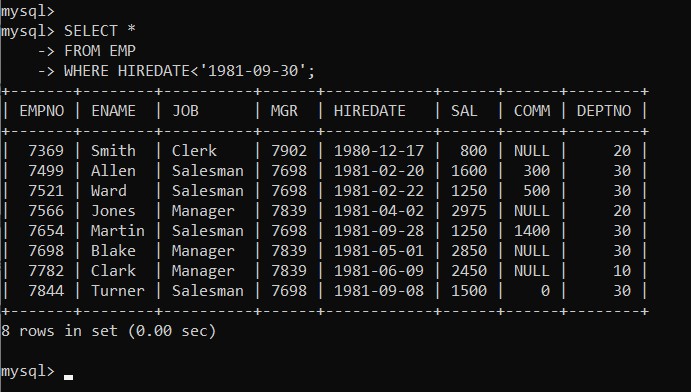 mysql>
mysql> SELECT *
    -> FROM EMP
    -> WHERE HIREDATE<'1981-09-30';
+-------+--------+----------+------+------------+------+------+--------+
| EMPNO | ENAME  | JOB      | MGR  | HIREDATE   | SAL  | COMM | DEPTNO |
+-------+--------+----------+------+------------+------+------+--------+
|  7369 | Smith  | Clerk    | 7902 | 1980-12-17 |  800 | NULL |     20 |
|  7499 | Allen  | Salesman | 7698 | 1981-02-20 | 1600 |  300 |     30 |
|  7521 | Ward   | Salesman | 7698 | 1981-02-22 | 1250 |  500 |     30 |
|  7566 | Jones  | Manager  | 7839 | 1981-04-02 | 2975 | NULL |     20 |
|  7654 | Martin | Salesman | 7698 | 1981-09-28 | 1250 | 1400 |     30 |
|  7698 | Blake  | Manager  | 7839 | 1981-05-01 | 2850 | NULL |     30 |
|  7782 | Clark  | Manager  | 7839 | 1981-06-09 | 2450 | NULL |     10 |
|  7844 | Turner | Salesman | 7698 | 1981-09-08 | 1500 |    0 |     30 |
+-------+--------+----------+------+------------+------+------+--------+
8 rows in set (0.00 sec)
mysql>